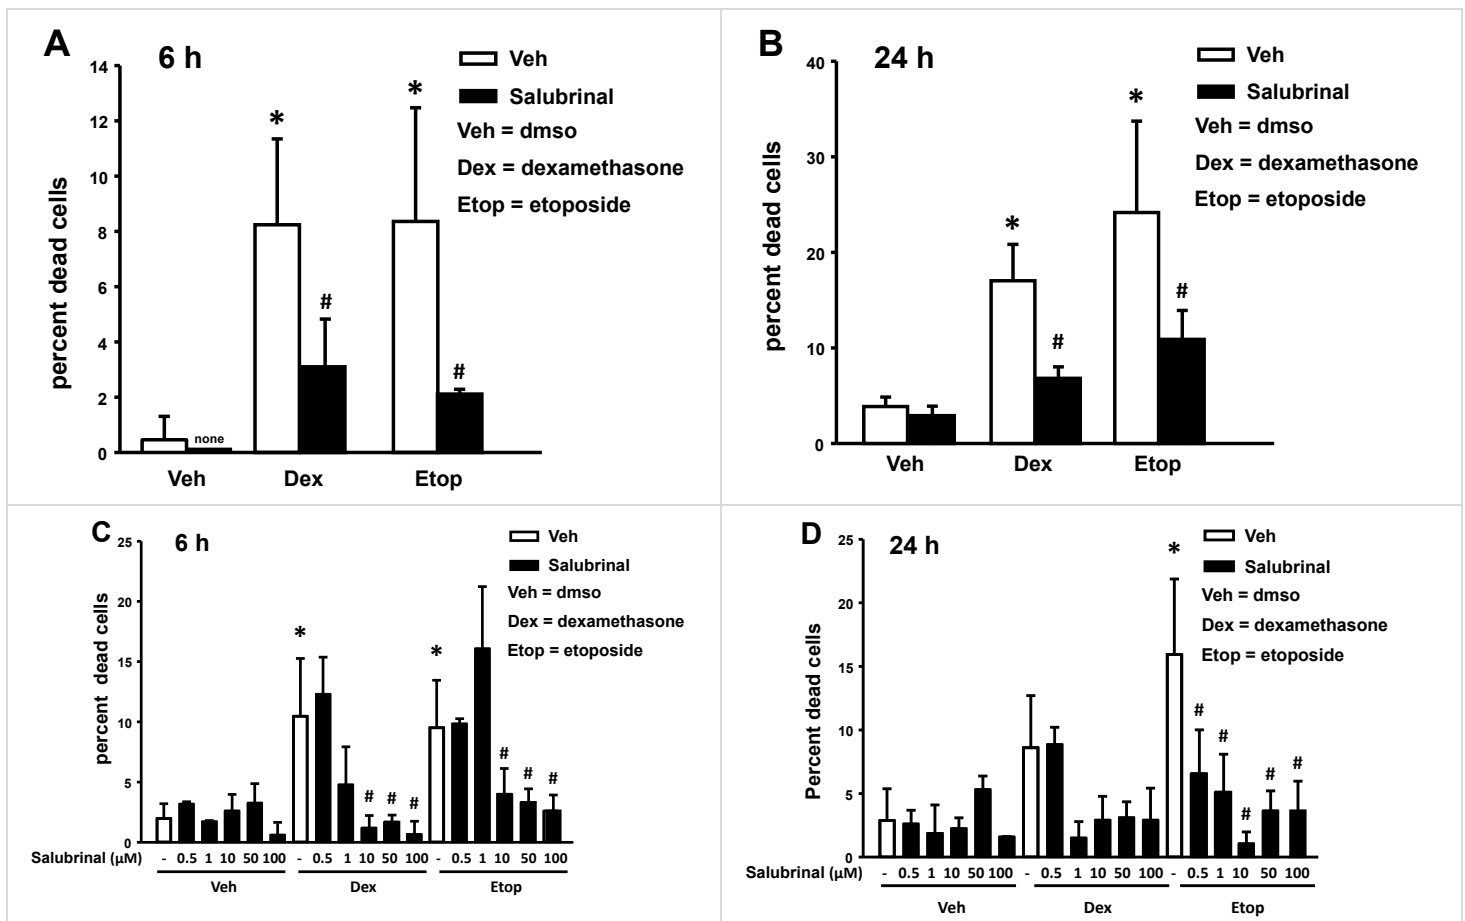 A
6 h
Veh
Salubrinal
Veh = dmso
Dex = dexamethasone
Etop = etoposide
percent dead cells
14
12
10
8
6
4
2
0
*
#
*
#
none
Veh
Dex
Etop
B
24 h
Veh
Salubrinal
Veh = dmso
Dex = dexamethasone
Etop = etoposide
percent dead cells
40
30
20
10
0
*
#
*
#
Veh
Dex
Etop
C
6 h
Veh
Salubrinal
Veh = dmso
Dex = dexamethasone
Etop = etoposide
percent dead cells
25
20
15
10
5
0
*
# # #
*
# # #
Salubrinal (µM) - 0.5 1 10 50 100 - 0.5 1 10 50 100 - 0.5 1 10 50 100
Veh Dex Etop
D
24 h
Veh
Salubrinal
Veh = dmso
Dex = dexamethasone
Etop = etoposide
Percent dead cells
25
20
15
10
5
0
*
# # # # #
Salubrinal (µM) - 0.5 1 10 50 100 - 0.5 1 10 50 100 - 0.5 1 10 50 100
Veh Dex Etop